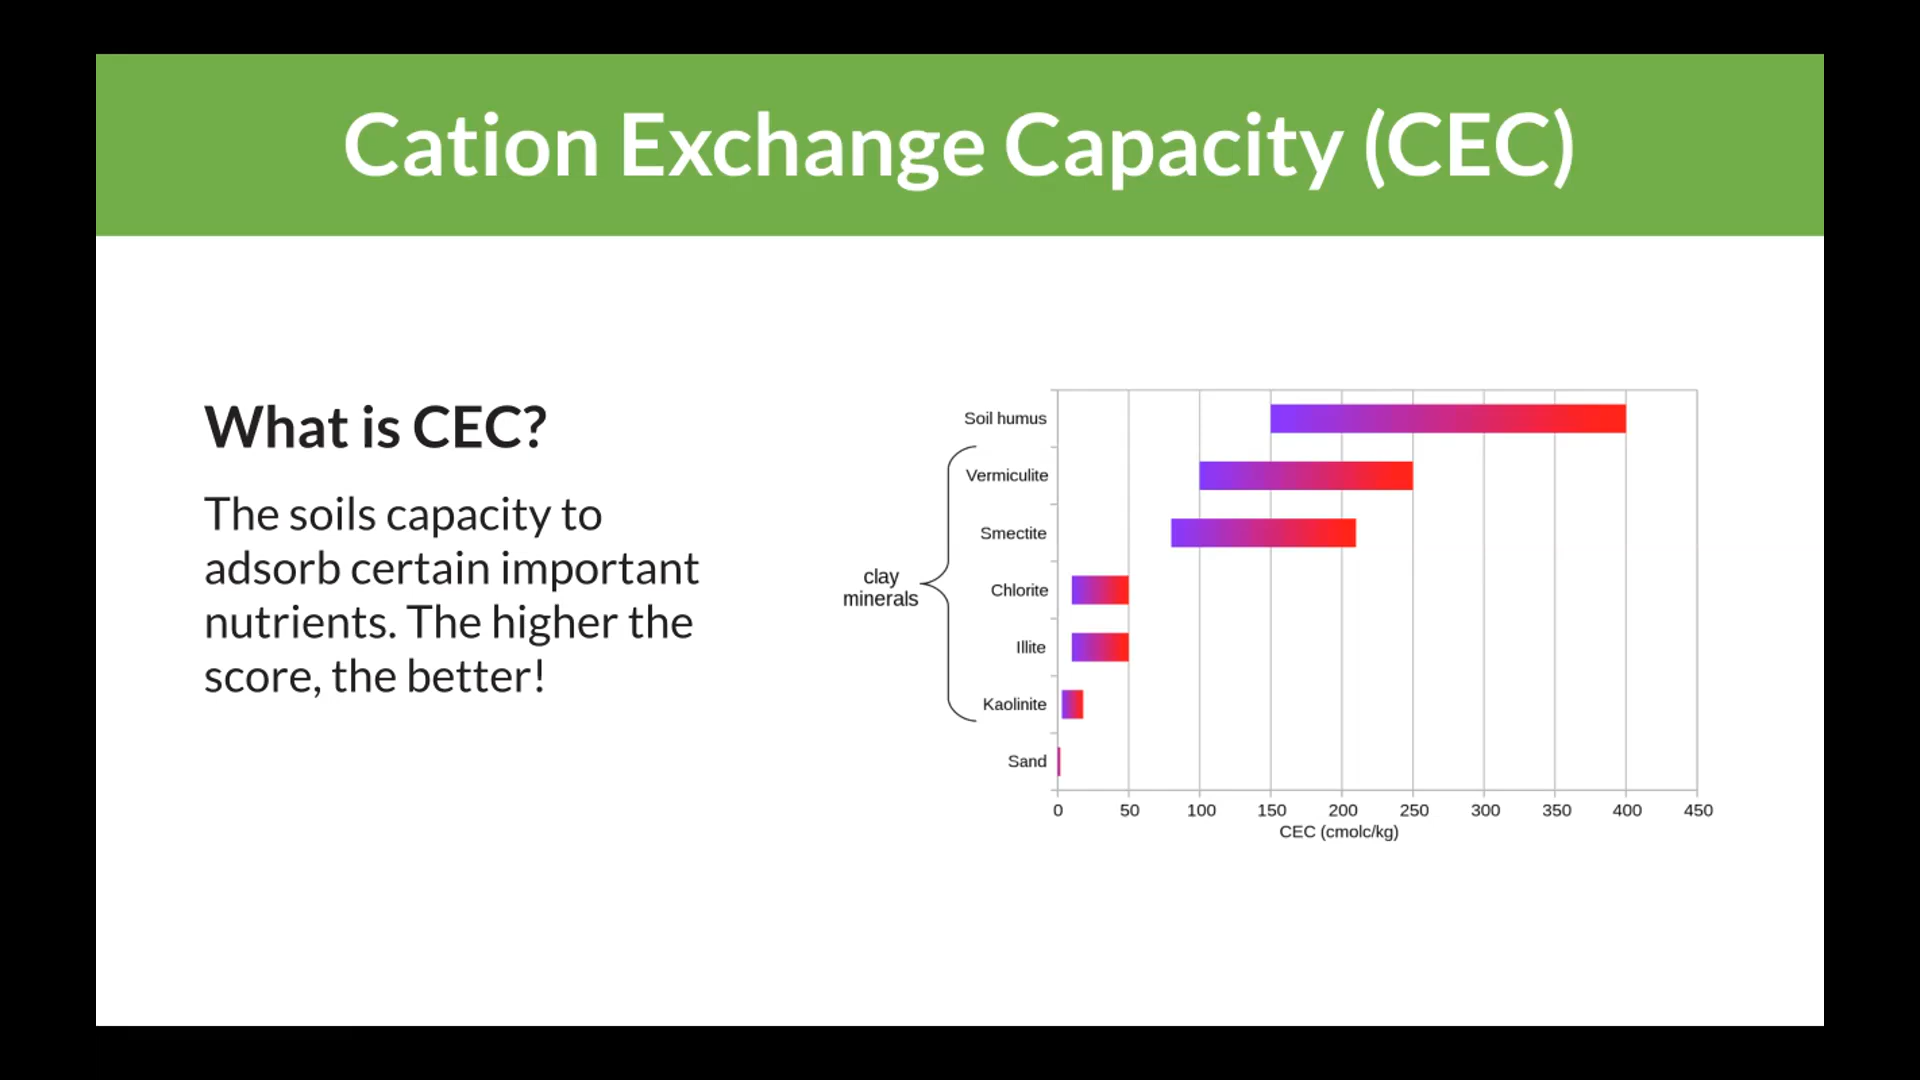 Cation Exchange Capacity (CEC)
What is CEC?
The soils capacity to
adsorb certain important
nutrients. The higher the
score, the better!
Soil humus
Vermiculite
Smectite
clay
minerals
Chlorite
Illite
Kaolinite
Sand
0 50 100 150 200 250 300 350 400 450
CEC (cmolc/kg)